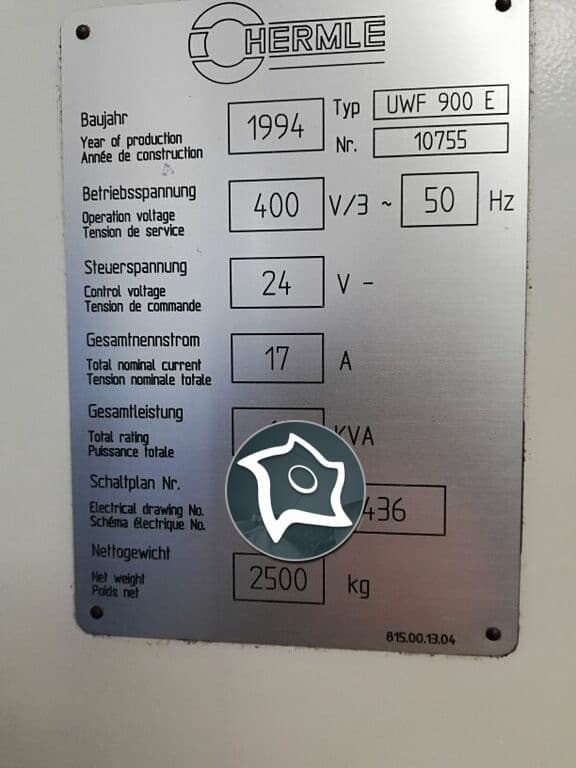 HERMLE
Baujahr
Year of production
Année de construction
1994
Typ UWF 900 E
Nr. 10755
Betriebsspannung
Operation voltage
Tension de service
400 V/3 ~ 50 Hz
Steuerspannung
Control voltage
Tension de commande
24 V -
Gesamtnennstrom
Total nominal current
Tension nominale totale
17 A
Gesamtleistung
Total rating
Puissance totale
KVA
Schaltplan Nr.
Electrical drawing No.
Schéma électrique No.
436
Nettogewicht
Net weight
Poids net
2500 kg
815.00.13.04